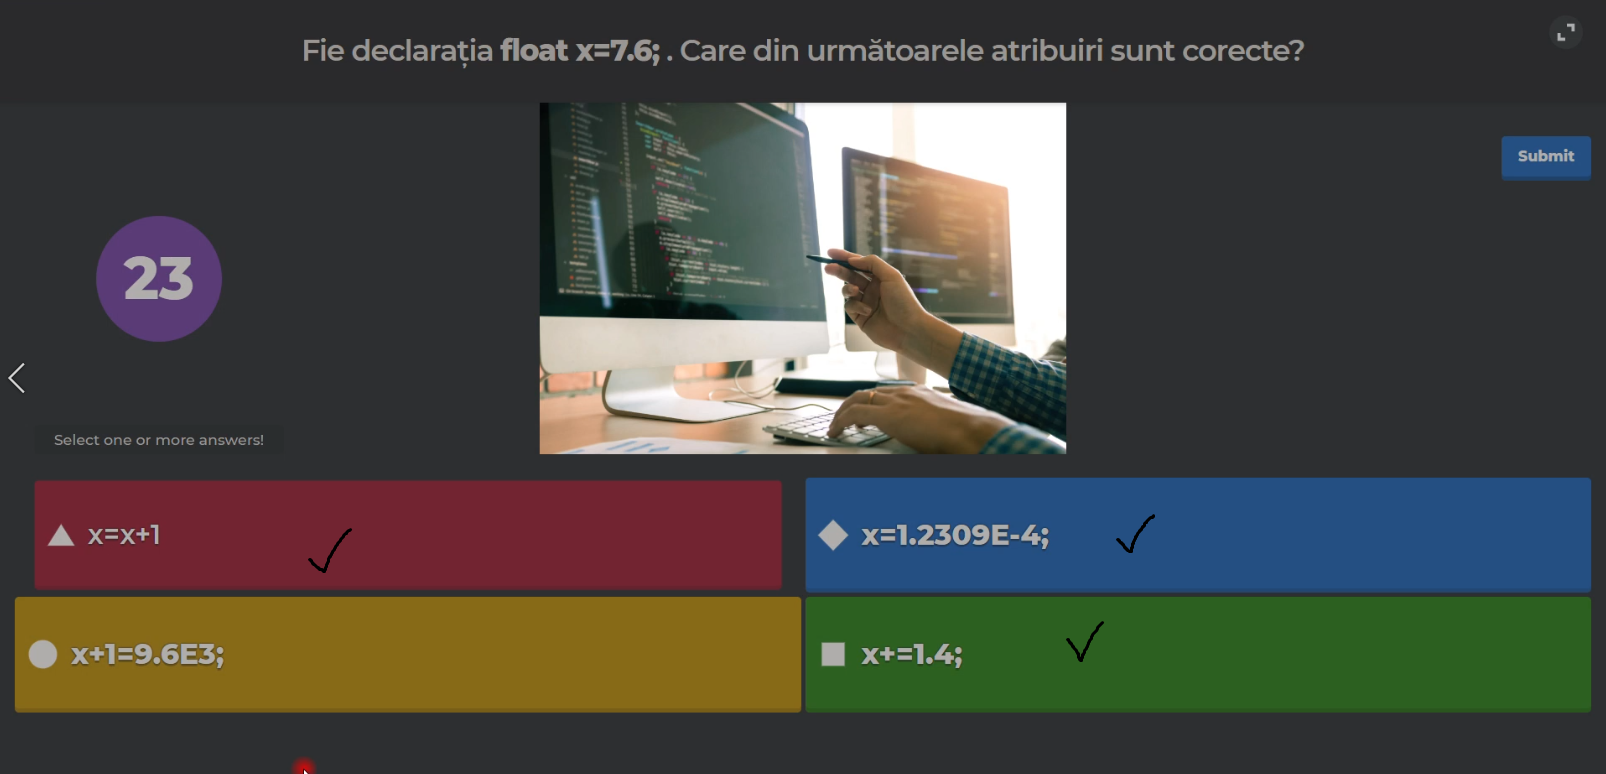 Fie declarația float x=7.6; . Care din următoarele atribuiri sunt corecte?
Submit
23
Select one or more answers!
x=x+1
x=1.2309E-4;
x+1=9.6E3;
x+=1.4;